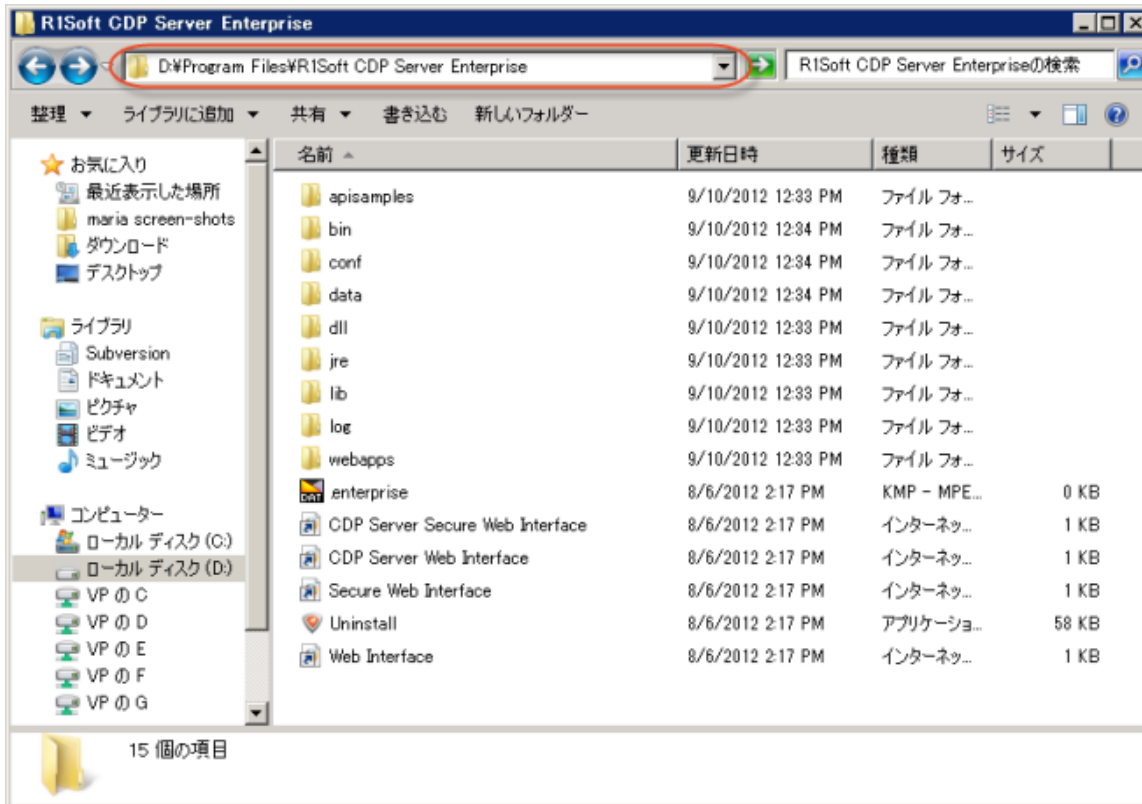 R1Soft CDP Server Enterprise
D:¥Program Files¥R1Soft CDP Server Enterprise
R1Soft CDP Server Enterpriseの検索
整理 ライブラリに追加 共有 書き込む 新しいフォルダー
お気に入り
最近表示した場所
maria screen-shots
ダウンロード
デスクトップ
ライブラリ
Subversion
ドキュメント
ピクチャ
ビデオ
ミュージック
コンピューター
ローカル ディスク (C:)
ローカル ディスク (D:)
VP の C
VP の D
VP の E
VP の F
VP の G
名前 更新日時 種類 サイズ
apisamples 9/10/2012 12:33 PM ファイル フォ...
bin 9/10/2012 12:34 PM ファイル フォ...
conf 9/10/2012 12:34 PM ファイル フォ...
data 9/10/2012 12:34 PM ファイル フォ...
dll 9/10/2012 12:33 PM ファイル フォ...
jre 9/10/2012 12:33 PM ファイル フォ...
lib 9/10/2012 12:33 PM ファイル フォ...
log 9/10/2012 12:33 PM ファイル フォ...
webapps 9/10/2012 12:33 PM ファイル フォ...
.enterprise 8/6/2012 2:17 PM KMP - MPE... 0 KB
CDP Server Secure Web Interface 8/6/2012 2:17 PM インターネッ... 1 KB
CDP Server Web Interface 8/6/2012 2:17 PM インターネッ... 1 KB
Secure Web Interface 8/6/2012 2:17 PM インターネッ... 1 KB
Uninstall 8/6/2012 2:17 PM アプリケーショ... 58 KB
Web Interface 8/6/2012 2:17 PM インターネッ... 1 KB
15 個の項目